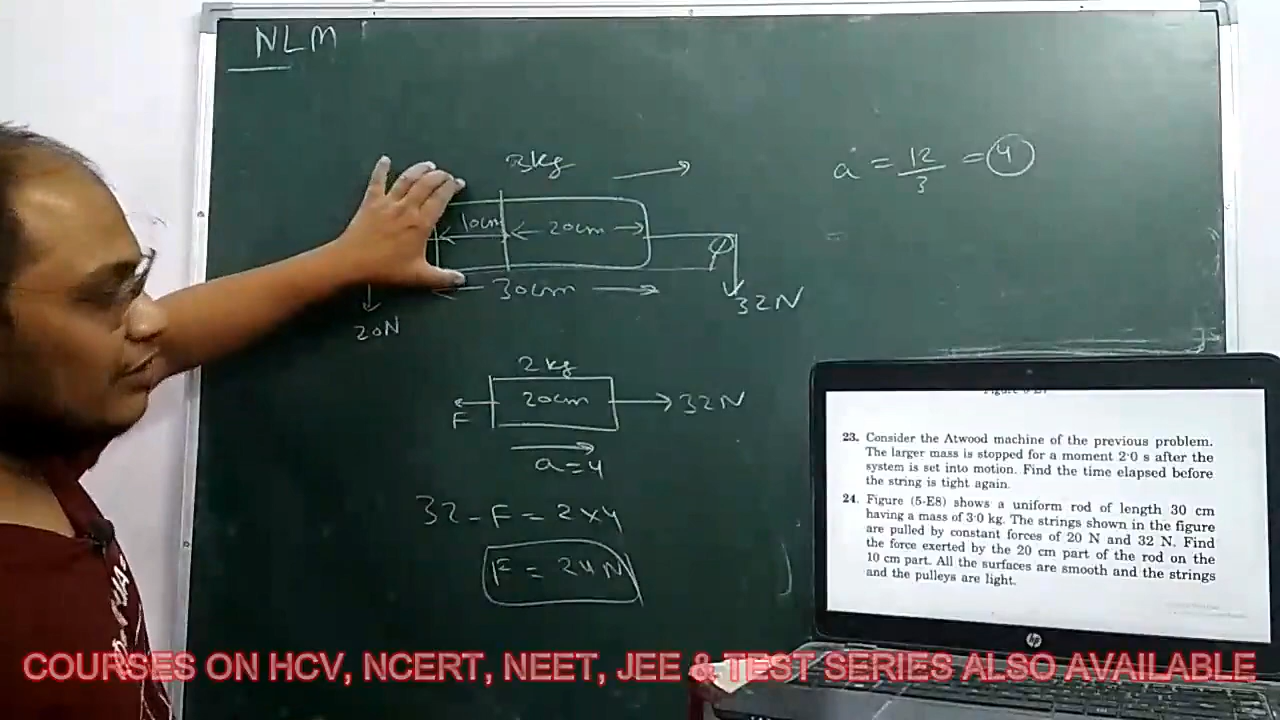 NLM
3kg
a = 12/3 = 4
10cm
20cm
30cm
20N
32N
2kg
F
20cm
32N
a = 4
32 - F = 2 x 4
F = 24 N
23. Consider the Atwood machine of the previous problem.
The larger mass is stopped for a moment 2·0 s after the
system is set into motion. Find the time elapsed before
the string is tight again.
24. Figure (5-E8) shows a uniform rod of length 30 cm
having a mass of 3·0 kg. The strings shown in the figure
are pulled by constant forces of 20 N and 32 N. Find
the force exerted by the 20 cm part of the rod on the
10 cm part. All the surfaces are smooth and the strings
and the pulleys are light.
hp
COURSES ON HCV, NCERT, NEET, JEE & TEST SERIES ALSO AVAILABLE